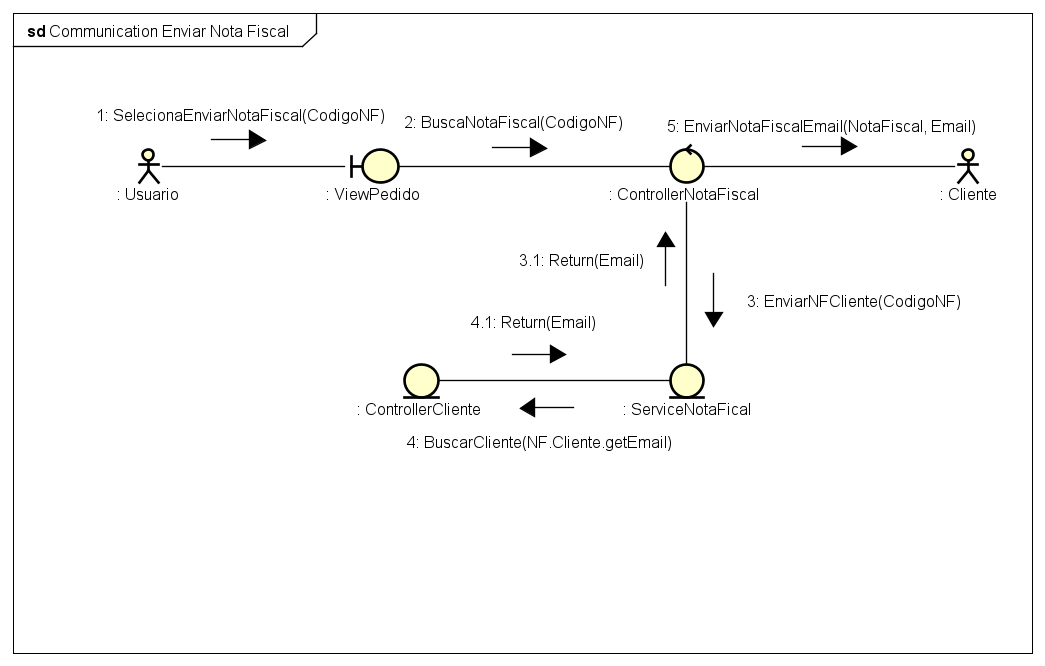 sd Communication Enviar Nota Fiscal
1: SelecionaEnviarNotaFiscal(CodigoNF)
2: BuscaNotaFiscal(CodigoNF)
5: EnviarNotaFiscalEmail(NotaFiscal, Email)
: Usuario
: ViewPedido
: ControllerNotaFiscal
: Cliente
3.1: Return(Email)
3: EnviarNFCliente(CodigoNF)
4.1: Return(Email)
: ControllerCliente
: ServiceNotaFical
4: BuscarCliente(NF.Cliente.getEmail)